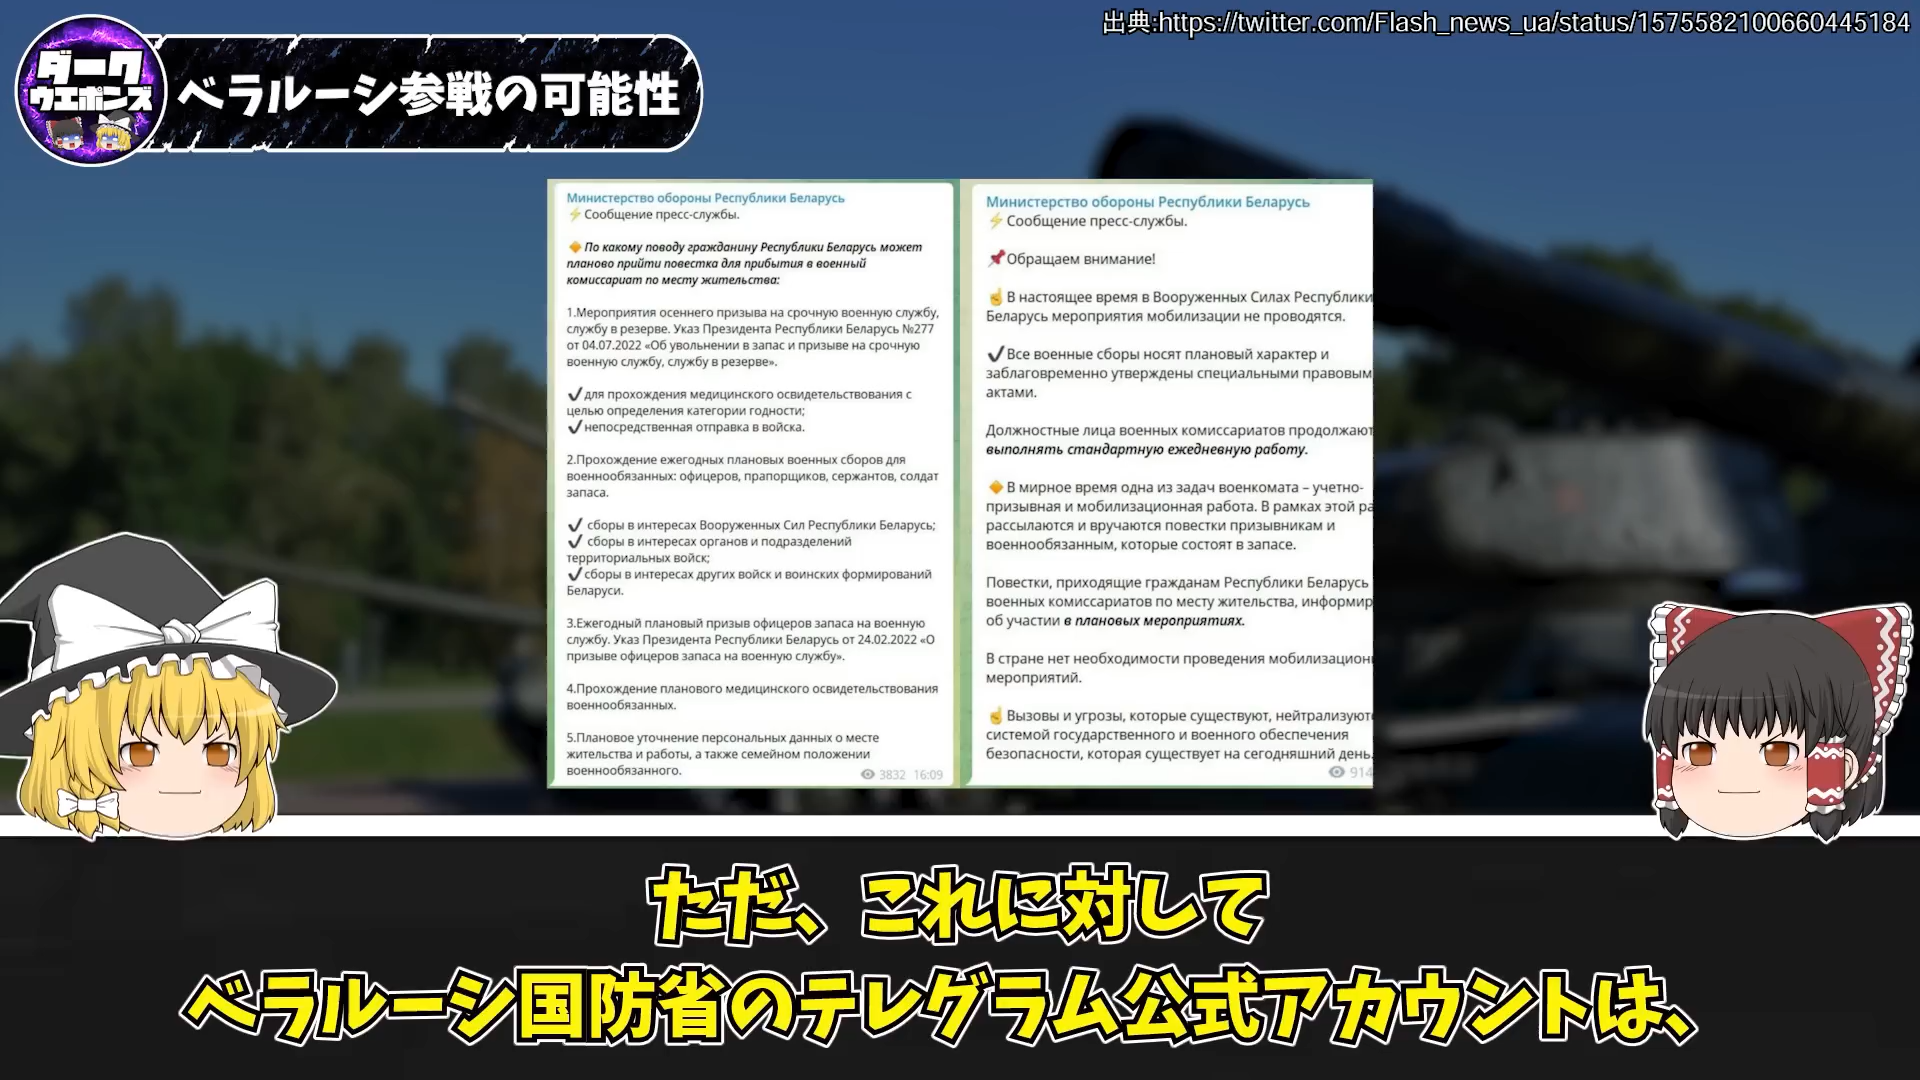 出典:https://twitter.com/Flash_news_ua/status/1575582100660445184
ダーク
ウエポンズ
ベラルーシ参戦の可能性
Министерство обороны Республики Беларусь
⚡Сообщение пресс-службы.
🔸По какому поводу гражданину Республики Беларусь может
планово прийти повестка для прибытия в военный
комиссариат по месту жительства:
1.Мероприятия осеннего призыва на срочную военную службу,
службу в резерве. Указ Президента Республики Беларусь №277
от 04.07.2022 «Об увольнении в запас и призыве на срочную
военную службу, службу в резерве».
✔для прохождения медицинского освидетельствования с
целью определения категории годности;
✔непосредственная отправка в войска.
2.Прохождение ежегодных плановых военных сборов для
военнообязанных: офицеров, прапорщиков, сержантов, солдат
запаса.
✔ сборы в интересах Вооруженных Сил Республики Беларусь;
✔ сборы в интересах органов и подразделений
территориальных войск;
✔сборы в интересах других войск и воинских формирований
Беларуси.
3.Ежегодный плановый призыв офицеров запаса на военную
службу. Указ Президента Республики Беларусь от 24.02.2022 «О
призыве офицеров запаса на военную службу».
4.Прохождение планового медицинского освидетельствования
военнообязанных.
5.Плановое уточнение персональных данных о месте
жительства и работы, а также семейном положении
военнообязанного.
3832 16:09
Министерство обороны Республики Беларусь
⚡Сообщение пресс-службы.
📌Обращаем внимание!
☝В настоящее время в Вооруженных Силах Республики
Беларусь мероприятия мобилизации не проводятся.
✔Все военные сборы носят плановый характер и
заблаговременно утверждены специальными правовым
актами.
Должностные лица военных комиссариатов продолжают
выполнять стандартную ежедневную работу.
🔸В мирное время одна из задач военкомата – учетно-
призывная и мобилизационная работа. В рамках этой ра
рассылаются и вручаются повестки призывникам и
военнообязанным, которые состоят в запасе.
Повестки, приходящие гражданам Республики Беларусь
военных комиссариатов по месту жительства, информир
об участии в плановых мероприятиях.
В стране нет необходимости проведения мобилизацион
мероприятий.
☝Вызовы и угрозы, которые существуют, нейтрализуют
системой государственного и военного обеспечения
безопасности, которая существует на сегодняшний день.
914
ただ、これに対して
ベラルーシ国防省のテレグラム公式アカウントは、